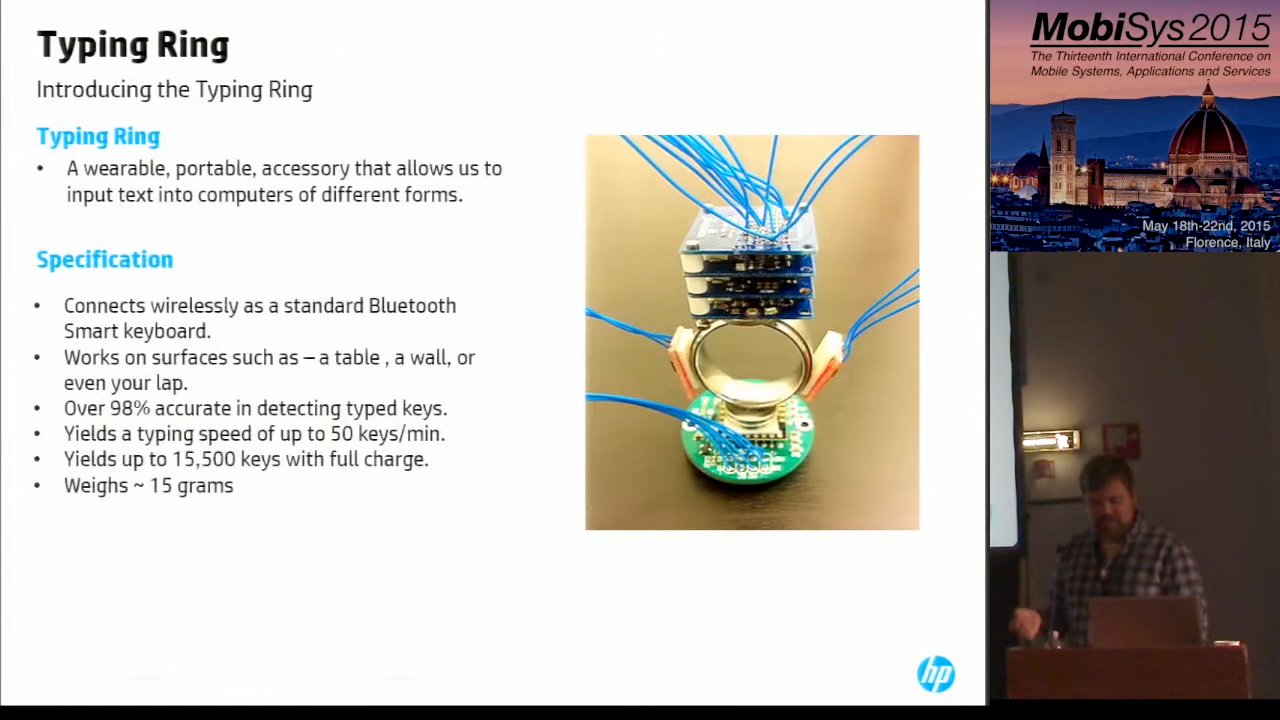 Typing Ring
Introducing the Typing Ring
Typing Ring
• A wearable, portable, accessory that allows us to
input text into computers of different forms.
Specification
• Connects wirelessly as a standard Bluetooth
Smart keyboard.
• Works on surfaces such as – a table , a wall, or
even your lap.
• Over 98% accurate in detecting typed keys.
• Yields a typing speed of up to 50 keys/min.
• Yields up to 15,500 keys with full charge.
• Weighs ~ 15 grams
hp
MobiSys 2015
The Thirteenth International Conference on
Mobile Systems, Applications and Services
May 18th-22nd, 2015
Florence, Italy